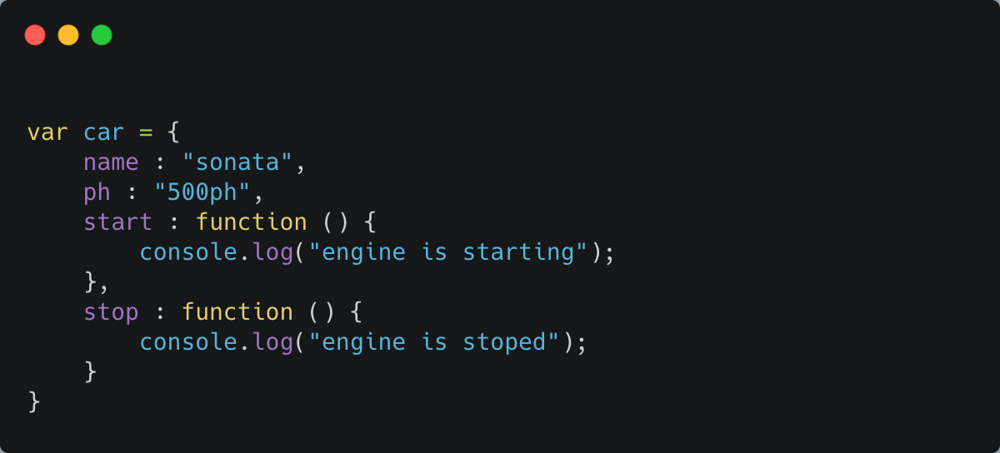 var car = {
    name : "sonata",
    ph : "500ph",
    start : function () {
        console.log("engine is starting");
    },
    stop : function () {
        console.log("engine is stoped");
    }
}